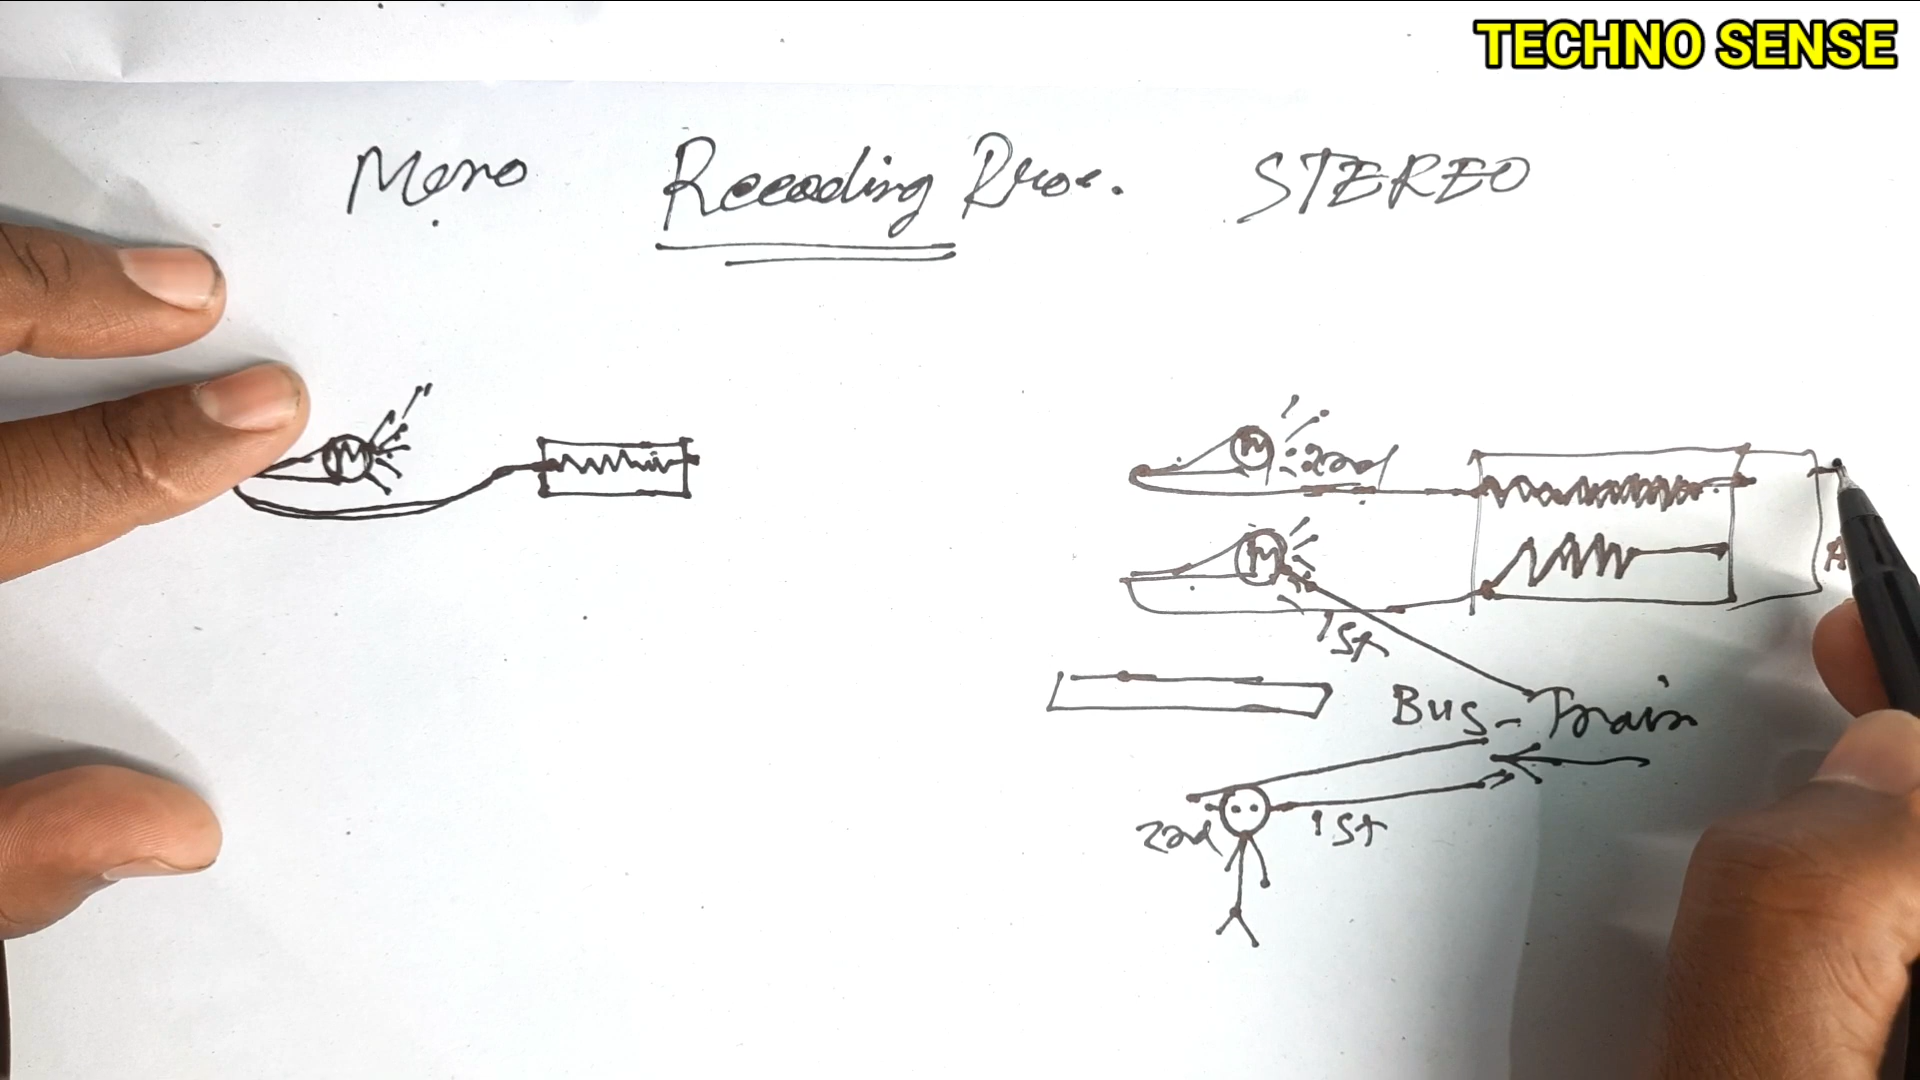 TECHNO SENSE
Mono Recording Proc. STEREO
M
M 2nd
M
1st
Bus - Train
2nd 1st